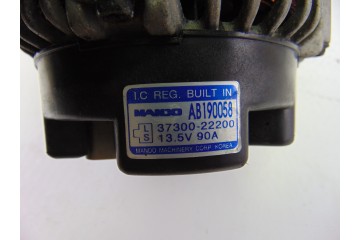 I.C REG. BUILT IN
MANDO AB190058
L
S
37300-22200
13.5V 90A
MANDO MACHINERY CORP. KOREA